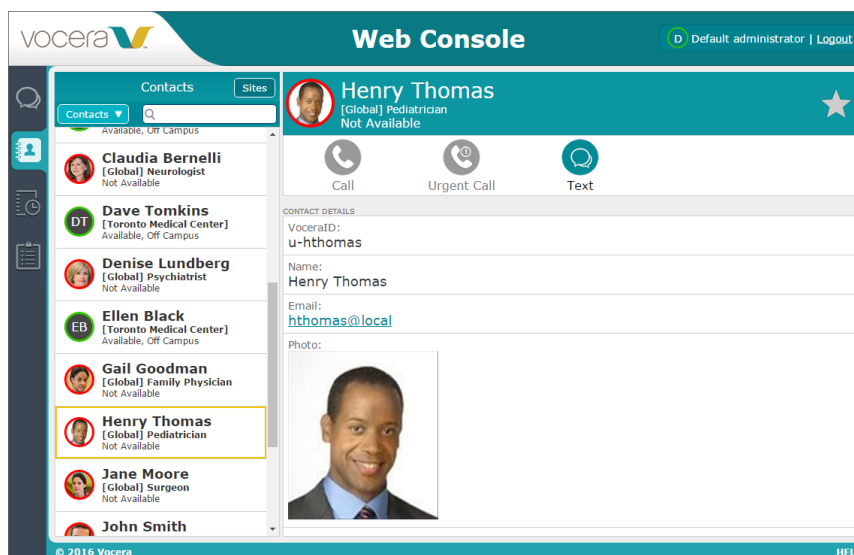 vocera
Web Console
D Default administrator | Logout
Contacts
Sites
Contacts ▼
Available, Off Campus
Claudia Bernelli
[Global] Neurologist
Not Available
DT
Dave Tomkins
[Toronto Medical Center]
Available, Off Campus
Denise Lundberg
[Global] Psychiatrist
Not Available
EB
Ellen Black
[Toronto Medical Center]
Available, Off Campus
Gail Goodman
[Global] Family Physician
Not Available
Henry Thomas
[Global] Pediatrician
Not Available
Jane Moore
[Global] Surgeon
Not Available
John Smith
Henry Thomas
[Global] Pediatrician
Not Available
Call
Urgent Call
Text
CONTACT DETAILS
VoceraID:
u-hthomas
Name:
Henry Thomas
Email:
hthomas@local
Photo:
© 2016 Vocera